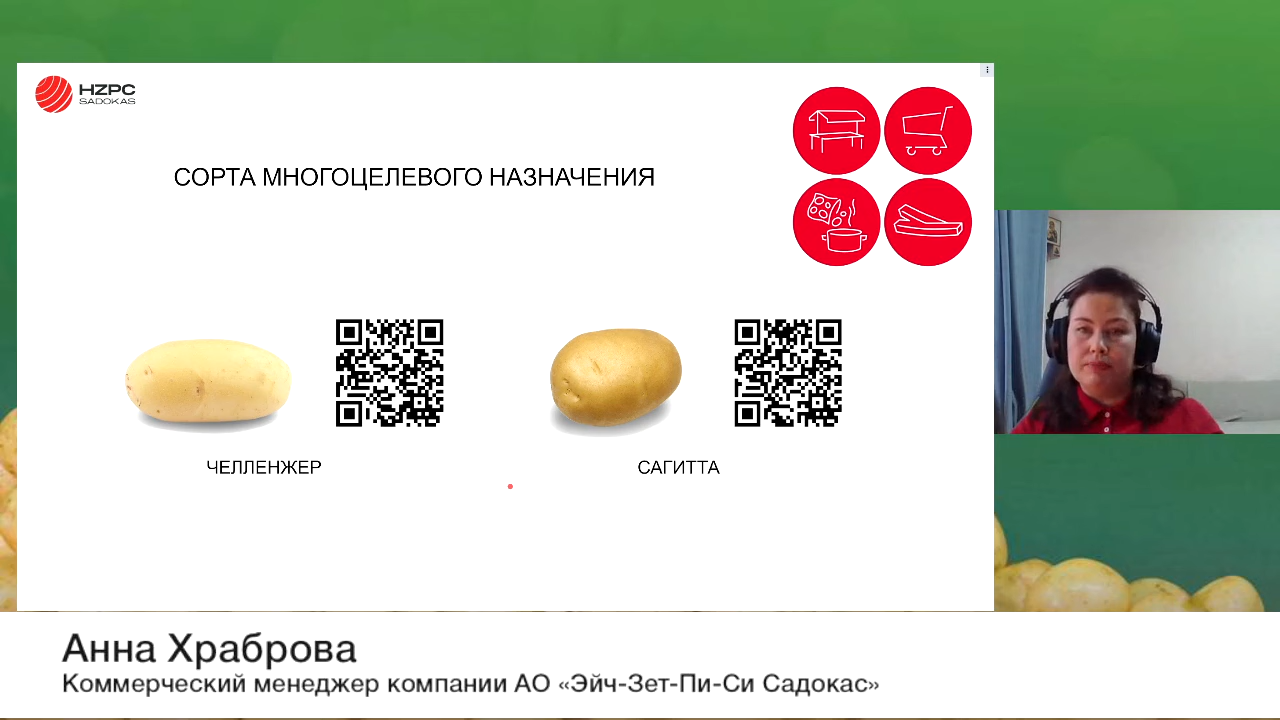 HZPC
SADOKAS
СОРТА МНОГОЦЕЛЕВОГО НАЗНАЧЕНИЯ
ЧЕЛЛЕНЖЕР
САГИТТА
Анна Храброва
Коммерческий менеджер компании АО «Эйч-Зет-Пи-Си Садокас»